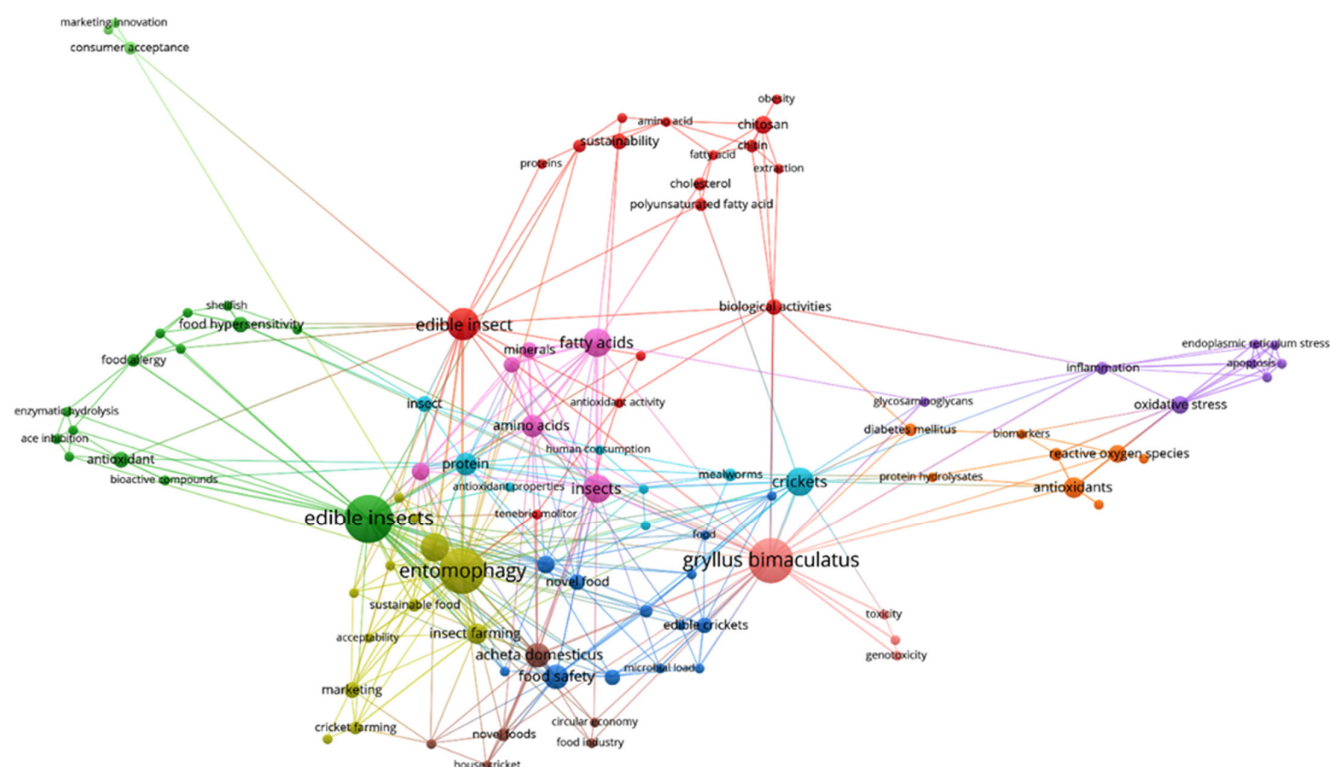 marketing innovation
consumer acceptance
obesity
amino acid
chitosan
sustainability
chitin
fatty acid
proteins
extraction
cholesterol
polyunsaturated fatty acid
shellfish
biological activities
food hypersensitivity
edible insect
fatty acids
endoplasmic reticulum stress
minerals
food allergy
apoptosis
inflammation
glycosaminoglycans
insect
antioxidant activity
oxidative stress
enzymatic hydrolysis
amino acids
diabetes mellitus
biomarkers
ace inhibition
human consumption
reactive oxygen species
antioxidant
protein
mealworms
protein hydrolysates
bioactive compounds
crickets
antioxidant properties
insects
antioxidants
tenebrio molitor
edible insects
food
gryllus bimaculatus
entomophagy
novel food
sustainable food
toxicity
edible crickets
insect farming
acceptability
acheta domesticus
genotoxicity
microbial load
food safety
marketing
circular economy
cricket farming
novel foods
food industry
house cricket